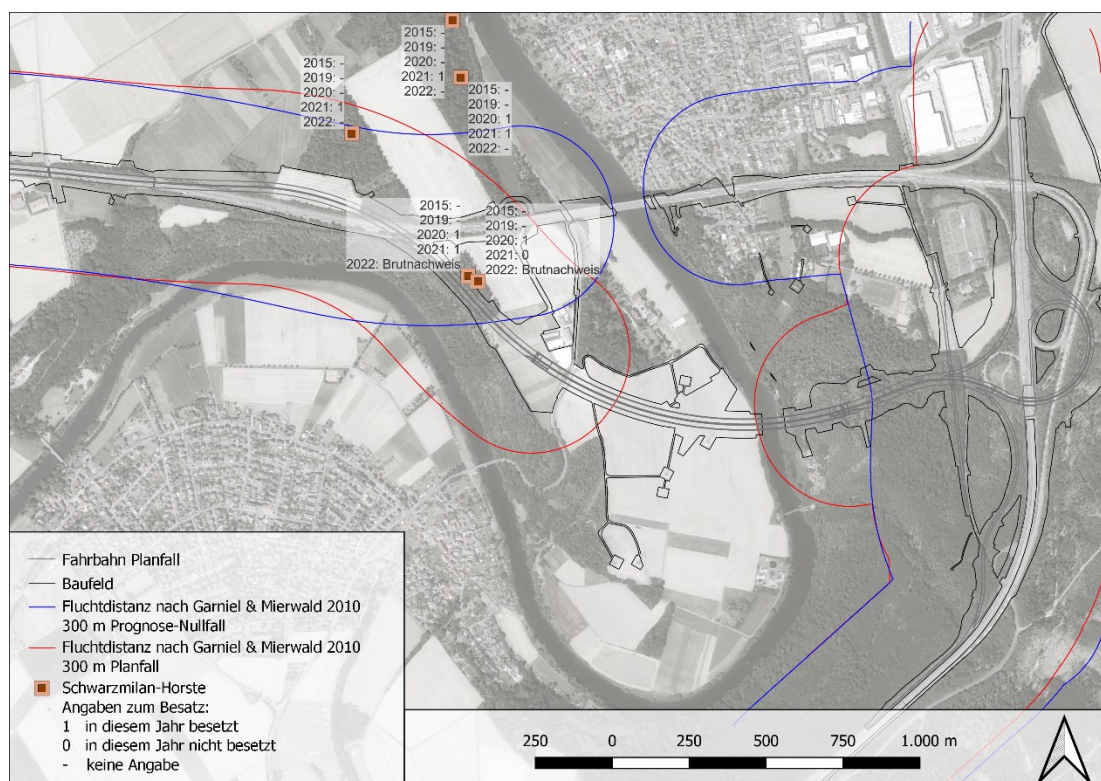 2015: -
2019: -
2020: -
2021: 1
2022: -
2015: -
2019: -
2020: -
2021: 1
2022: -
2015: -
2019: -
2020: 1
2021: 1
2022: -
2015: -
2019: -
2020: 1
2021: 1
2022: Brutnachweis
2015: -
2019: -
2020: 1
2021: 0
2022: Brutnachweis
Fahrbahn Planfall
Baufeld
Fluchtdistanz nach Garniel & Mierwald 2010
300 m Prognose-Nullfall
Fluchtdistanz nach Garniel & Mierwald 2010
300 m Planfall
Schwarzmilan-Horste
Angaben zum Besatz:
1 in diesem Jahr besetzt
0 in diesem Jahr nicht besetzt
- keine Angabe
250 0 250 500 750 1.000 m